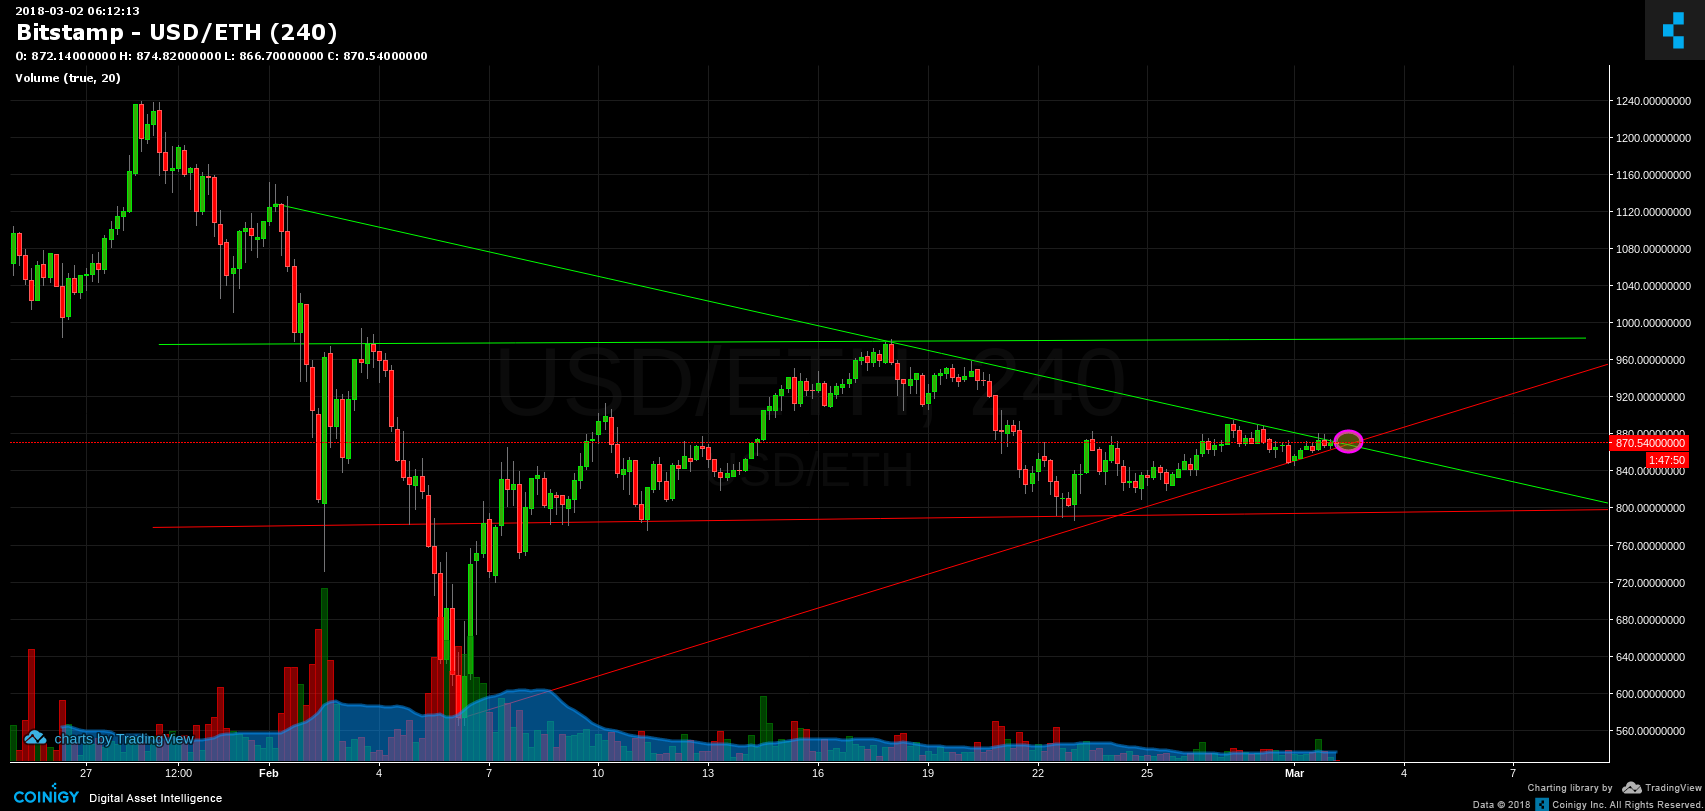 2018-03-02 06:12:13
Bitstamp - USD/ETH (240)
O: 872.14000000 H: 874.82000000 L: 866.70000000 C: 870.54000000
Volume (true, 20)
1240.00000000
1200.00000000
1160.00000000
1120.00000000
1080.00000000
1040.00000000
1000.00000000
960.00000000
USD/ETH, 240
920.00000000
880.00000000
870.54000000
1:47:50
USD/ETH
840.00000000
800.00000000
760.00000000
720.00000000
680.00000000
640.00000000
600.00000000
charts by TradingView
560.00000000
27 12:00 Feb 4 7 10 13 16 19 22 25 Mar 4 7
COINIGY Digital Asset Intelligence
Charting library by TradingView
Data © 2018 Coinigy Inc. All Rights Reserved.